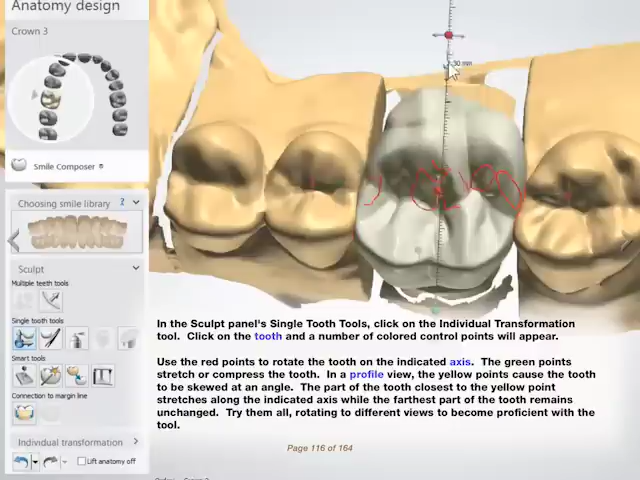 Anatomy design
Crown 3
Smile Composer
Choosing smile library ?
Sculpt
Multiple teeth tools
Single tooth tools
Smart tools
Connection to margin line
Individual transformation
Lift anatomy off
mm
In the Sculpt panel's Single Tooth Tools, click on the Individual Transformation
tool. Click on the tooth and a number of colored control points will appear.
Use the red points to rotate the tooth on the indicated axis. The green points
stretch or compress the tooth. In a profile view, the yellow points cause the tooth
to be skewed at an angle. The part of the tooth closest to the yellow point
stretches along the indicated axis while the farthest part of the tooth remains
unchanged. Try them all, rotating to different views to become proficient with the
tool.
Page 116 of 164